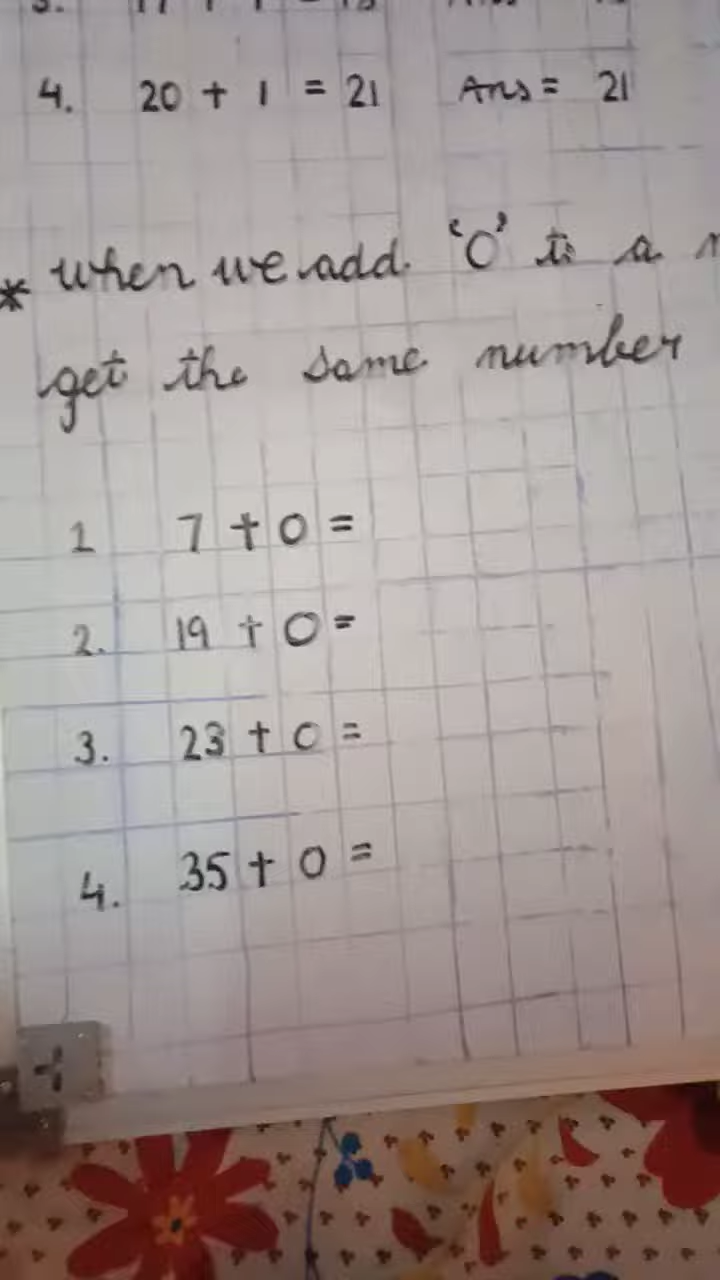 4. 20 + 1 = 21 Ans = 21
* when we add '0' to a
get the same number
1 7 + 0 =
2. 19 + 0 =
3. 23 + 0 =
4. 35 + 0 =
÷